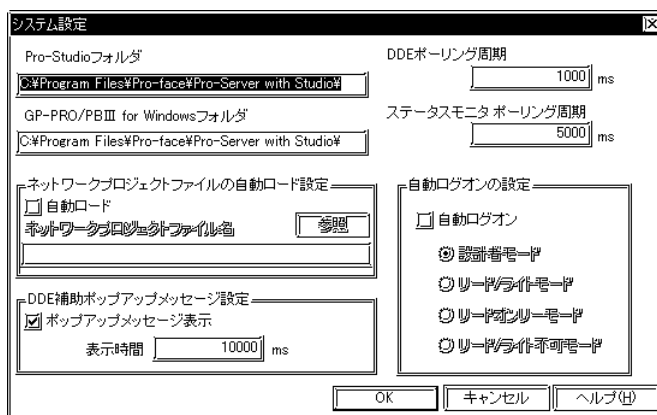 システム設定
Pro-Studioフォルダ
C:¥Program Files¥Pro-face¥Pro-Server with Studio¥
GP-PRO/PBⅢ for Windowsフォルダ
C:¥Program Files¥Pro-face¥Pro-Server with Studio¥
DDEポーリング周期
1000 ms
ステータスモニタ ポーリング周期
5000 ms
ネットワークプロジェクトファイルの自動ロード設定
自動ロード
ネットワークプロジェクトファイル名
参照
DDE補助ポップアップメッセージ設定
ポップアップメッセージ表示
表示時間 10000 ms
自動ログオンの設定
自動ログオン
設計者モード
リード/ライトモード
リードオンリーモード
リード/ライト不可モード
OK キャンセル ヘルプ(H)